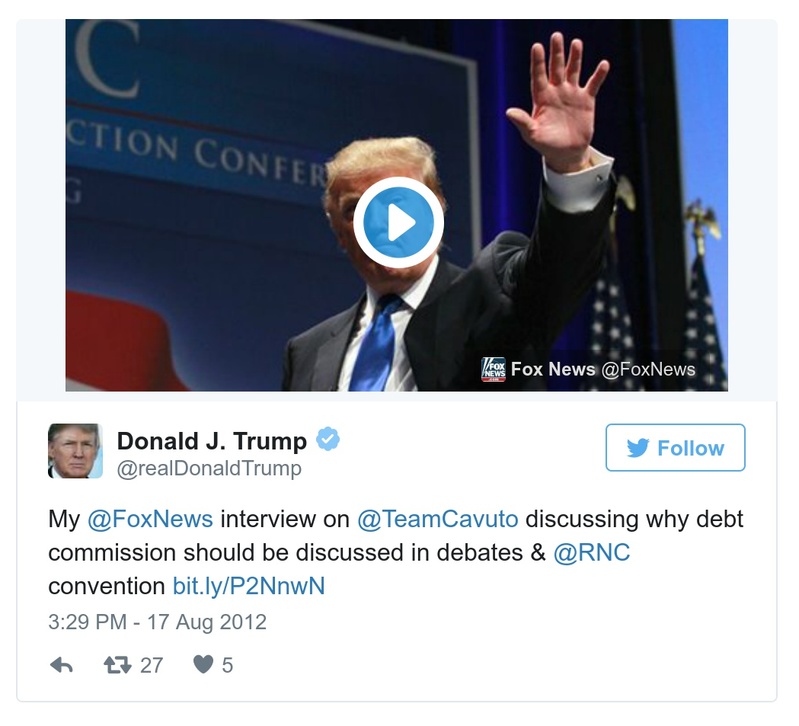 C
CTION CONFER
G
FOX
NEWS
Fox News @FoxNews
Donald J. Trump
@realDonaldTrump
Follow
My @FoxNews interview on @TeamCavuto discussing why debt
commission should be discussed in debates & @RNC
convention bit.ly/P2NnwN
3:29 PM - 17 Aug 2012
27
5